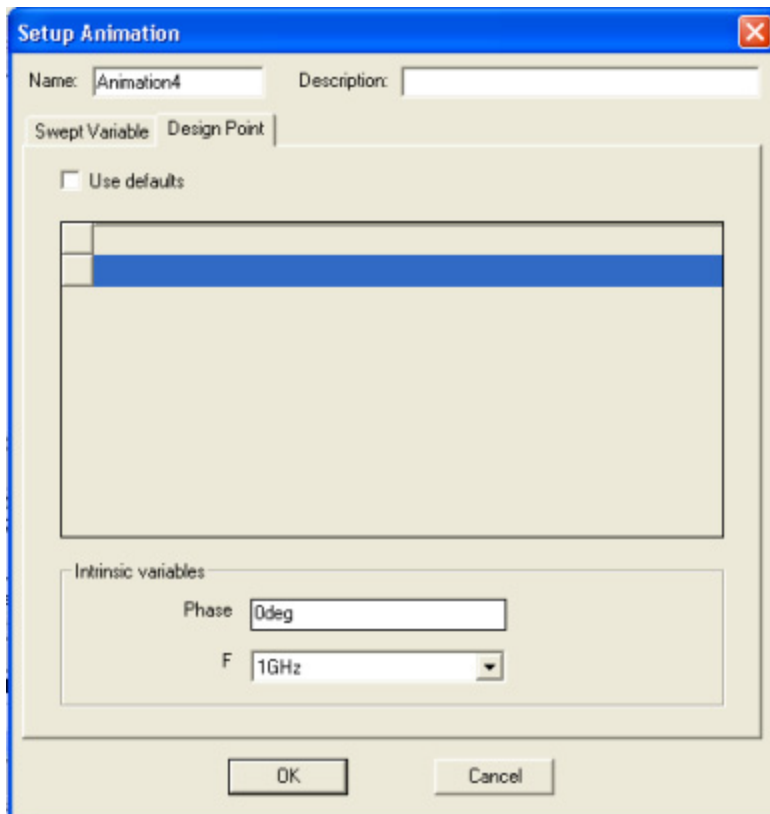 Setup Animation
Name: Animation4 Description:
Swept Variable Design Point
Use defaults
Intrinsic variables
Phase 0deg
F 1GHz
OK Cancel